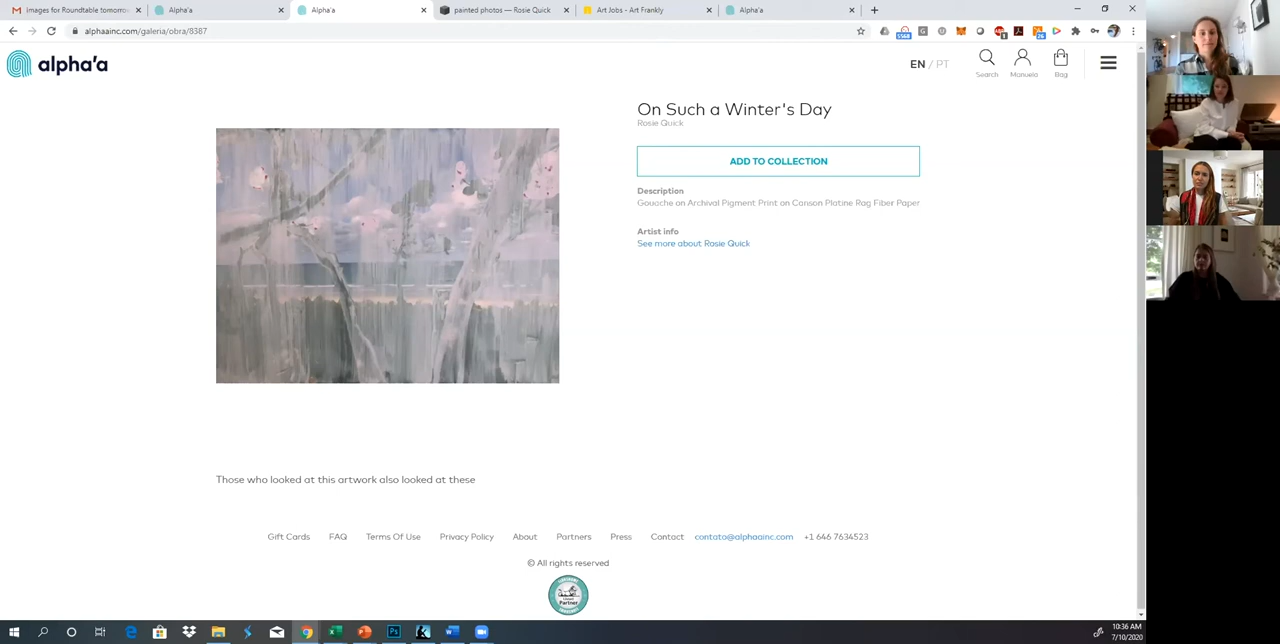 images for Roundtable tomorrow
Alpha'a
Alpha'a
painted photos — Rosie Quick
Art Jobs - Art Frankly
Alpha'a
alphaainc.com/galeria/obra/8387
alpha'a
EN / PT
Search
Manuela
Bag
On Such a Winter's Day
Rosie Quick
ADD TO COLLECTION
Description
Gouache on Archival Pigment Print on Canson Platine Rag Fiber Paper
Artist info
See more about Rosie Quick
Those who looked at this artwork also looked at these
Gift Cards FAQ Terms Of Use Privacy Policy About Partners Press Contact contato@alphaainc.com +1 646 7634523
© All rights reserved
Partner
10:36 AM
7/10/2020